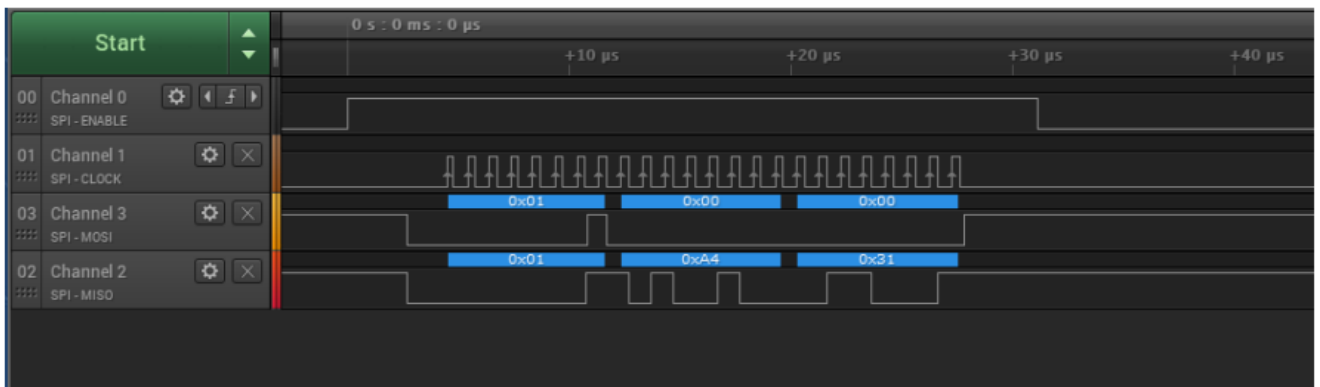 Start
0 s : 0 ms : 0 µs
+10 µs +20 µs +30 µs +40 µs
00 Channel 0
SPI - ENABLE
01 Channel 1
SPI - CLOCK
0x01 0x00 0x00
03 Channel 3
SPI - MOSI
0x01 0xA4 0x31
02 Channel 2
SPI - MISO